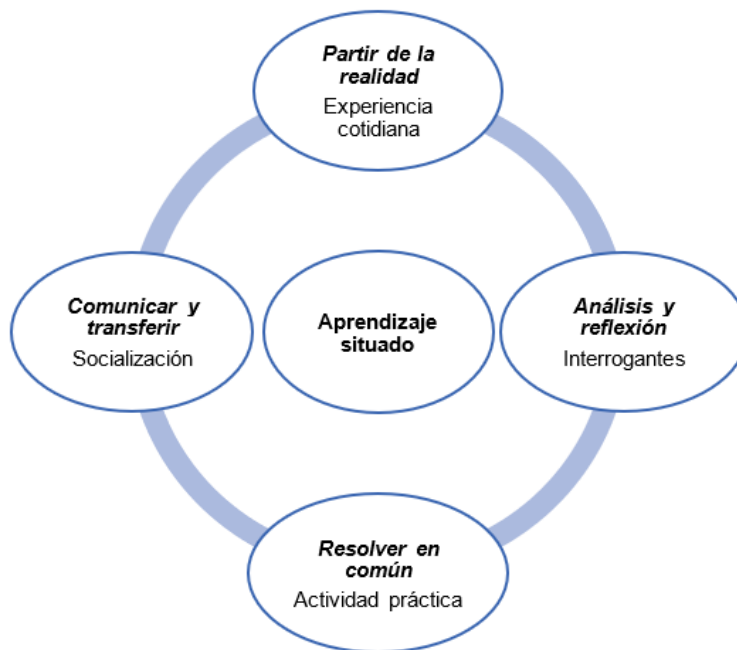 Partir de la
realidad
Experiencia
cotidiana
Comunicar y
transferir
Socialización
Aprendizaje
situado
Análisis y
reflexión
Interrogantes
Resolver en
común
Actividad práctica